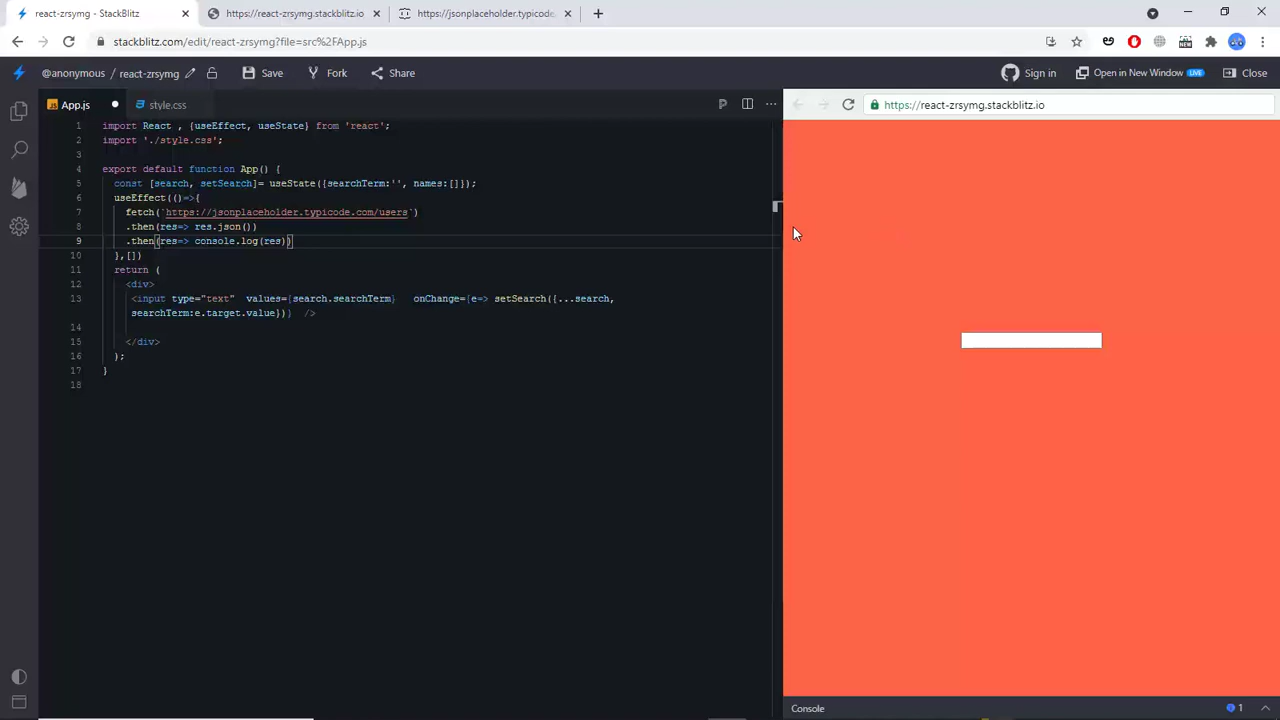 react-zrsymg - StackBlitz
https://react-zrsymg.stackblitz.io
https://jsonplaceholder.typicode.
stackblitz.com/edit/react-zrsymg?file=src%2FApp.js
@anonymous / react-zrsymg
Save
Fork
Share
Sign in
Open in New Window LIVE
Close
App.js
style.css
https://react-zrsymg.stackblitz.io
1 import React , {useEffect, useState} from 'react';
2 import './style.css';
3
4 export default function App() {
5 const [search, setSearch]= useState({searchTerm:'', names:[]});
6 useEffect(()=>{
7 fetch(`https://jsonplaceholder.typicode.com/users`)
8 .then(res=> res.json())
9 .then(res=> console.log(res))
10 },[])
11 return (
12 <div>
13 <input type="text" values={search.searchTerm} onChange={e=> setSearch({...search,
searchTerm:e.target.value})} />
14
15 </div>
16 );
17 }
18
Console
1